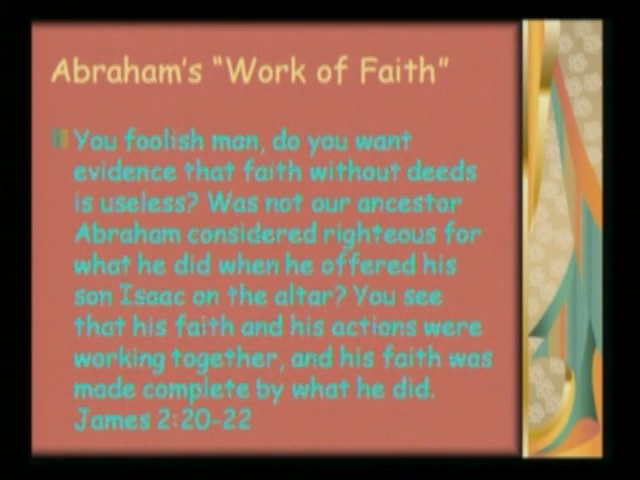 Abraham's “Work of Faith”
You foolish man, do you want
evidence that faith without deeds
is useless? Was not our ancestor
Abraham considered righteous for
what he did when he offered his
son Isaac on the altar? You see
that his faith and his actions were
working together, and his faith was
made complete by what he did.
James 2:20-22